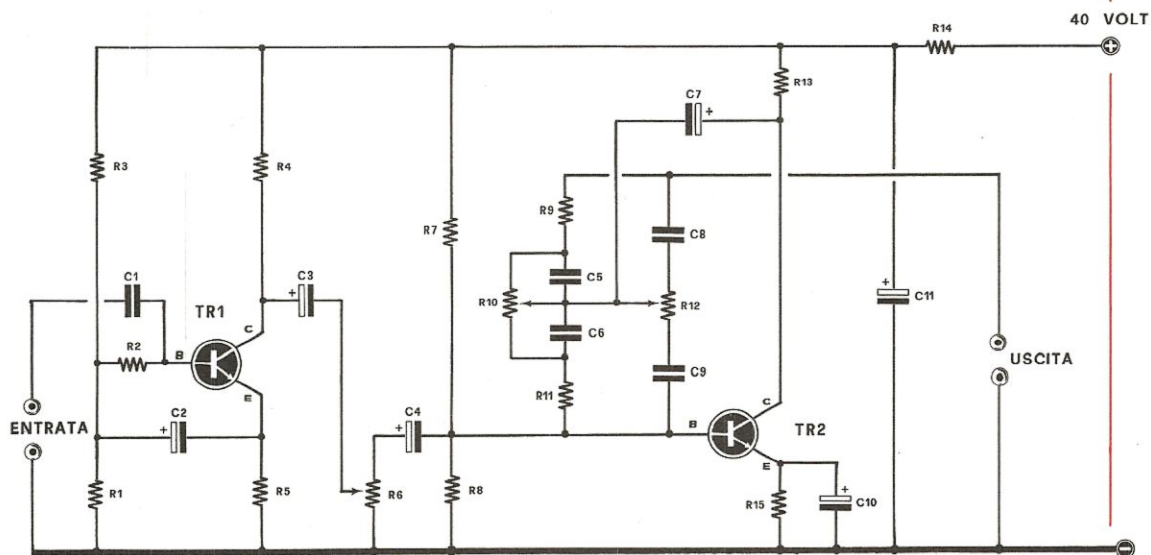 40 VOLT
+
R14
R13
C7
+
R3
R4
R9
R7
C8
C5
C1
C3
+
R10
R12
C11
TR1
C
C6
R2
B
USCITA
C9
E
R11
C2
ENTRATA
+
C4
+
C
B
TR2
E
R1
R5
R6
R8
R15
+
C10
-